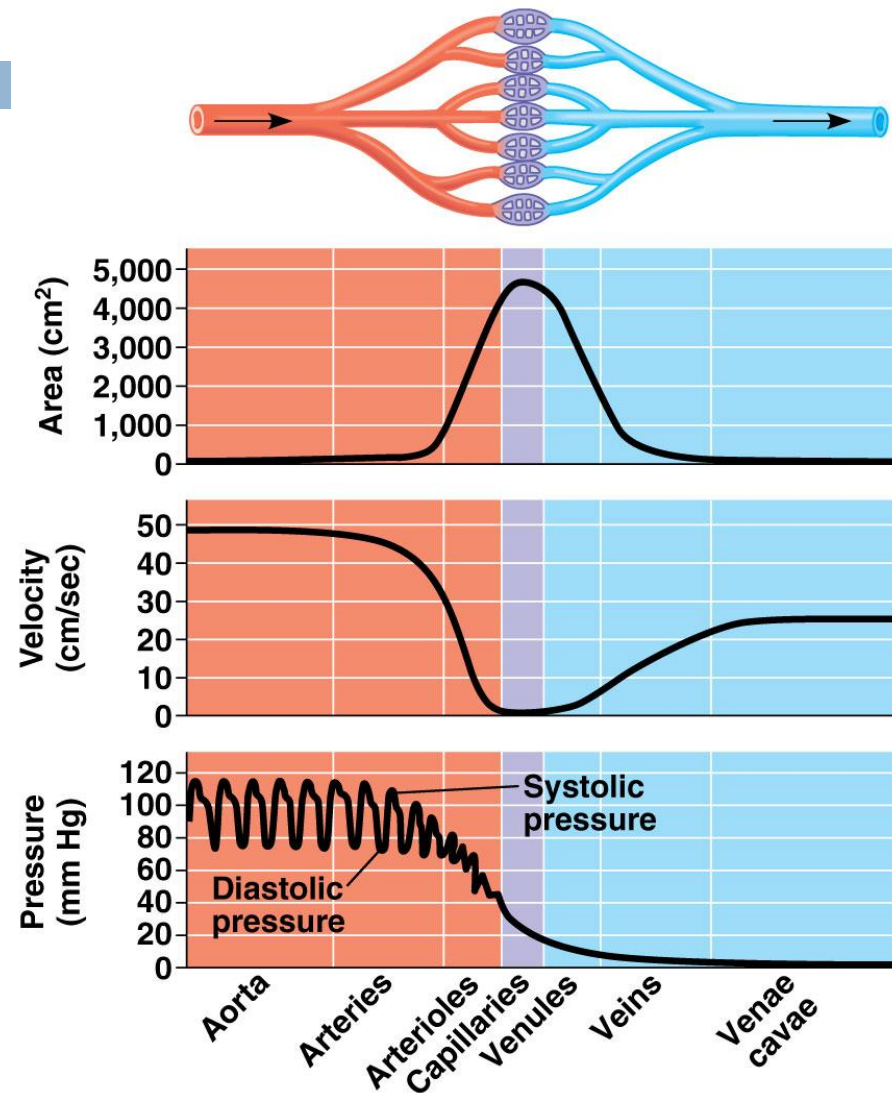 Area (cm²)
5,000
4,000
3,000
2,000
1,000
0
Velocity
(cm/sec)
50
40
30
20
10
0
Pressure
(mm Hg)
120
100
80
60
40
20
0
Systolic
pressure
Diastolic
pressure
Aorta
Arteries
Arterioles
Capillaries
Venules
Veins
Venae
cavae